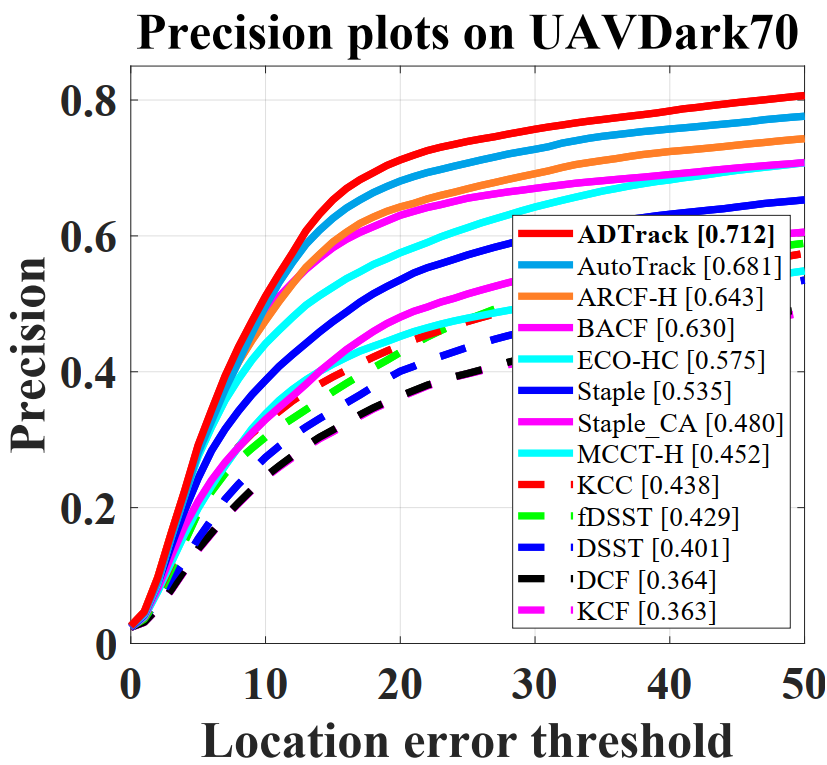 Precision plots on UAVDark70
Precision
0.8
0.6
0.4
0.2
0
0 10 20 30 40 50
Location error threshold
ADTrack [0.712]
AutoTrack [0.681]
ARCF-H [0.643]
BACF [0.630]
ECO-HC [0.575]
Staple [0.535]
Staple_CA [0.480]
MCCT-H [0.452]
KCC [0.438]
fDSST [0.429]
DSST [0.401]
DCF [0.364]
KCF [0.363]